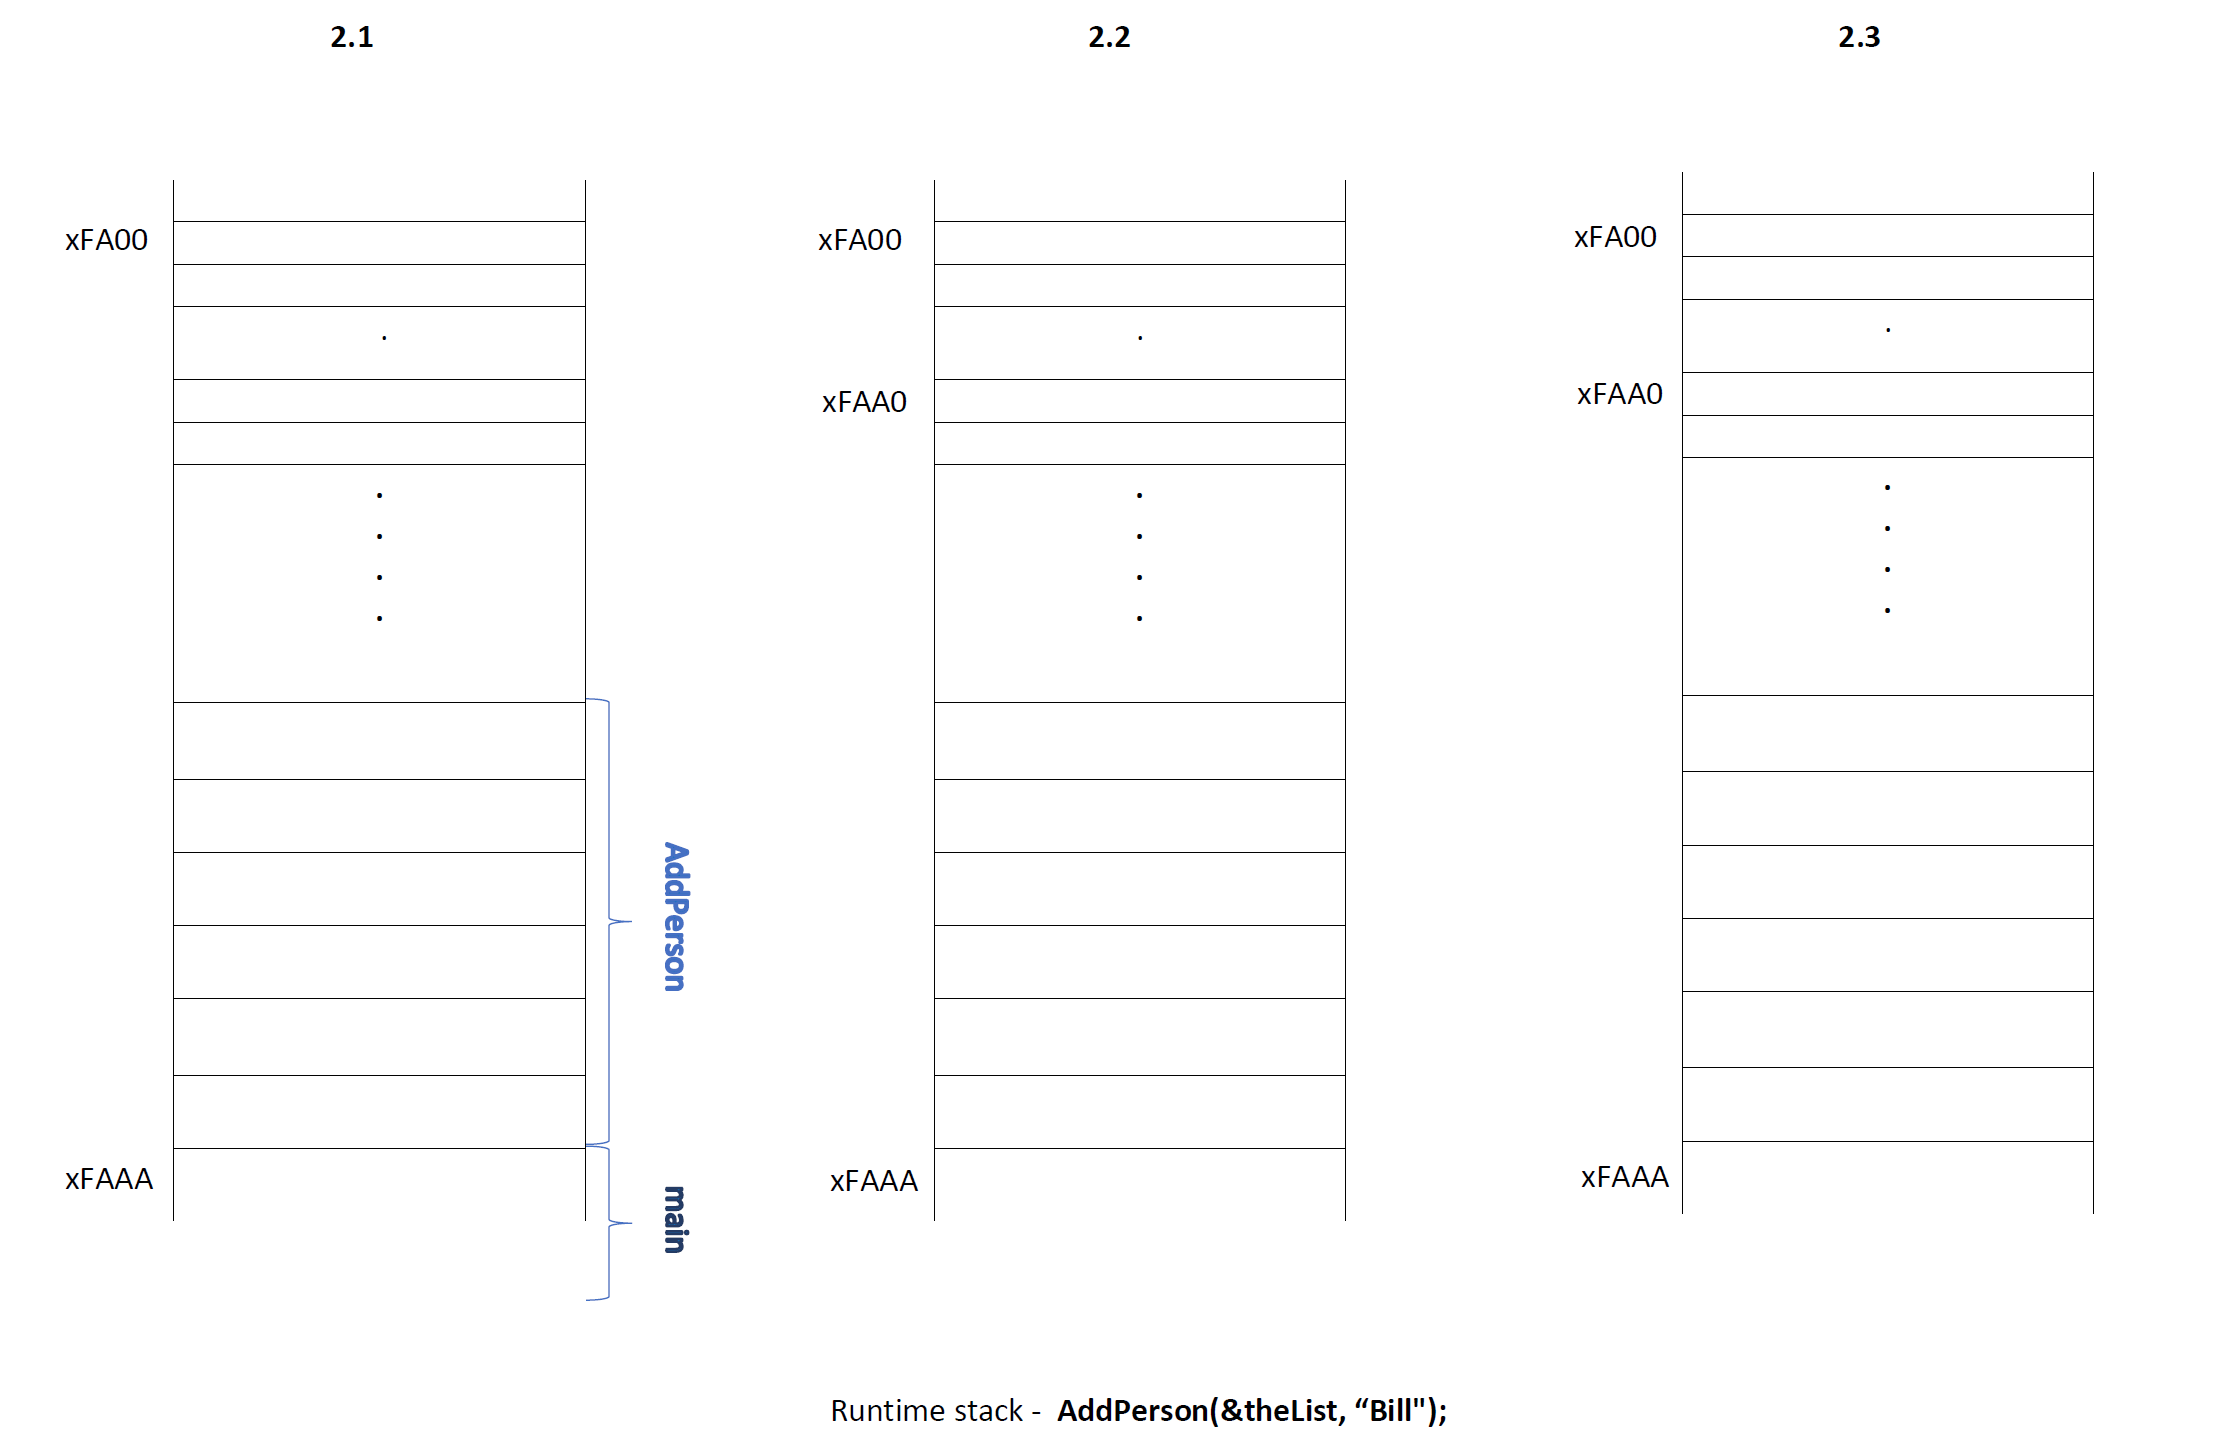 2.1
2.2
2.3
xFA00
xFA00
xFA00
xFAA0
xFAA0
AddPerson
xFAAA
main
xFAAA
xFAAA
Runtime stack - AddPerson(&theList, “Bill");